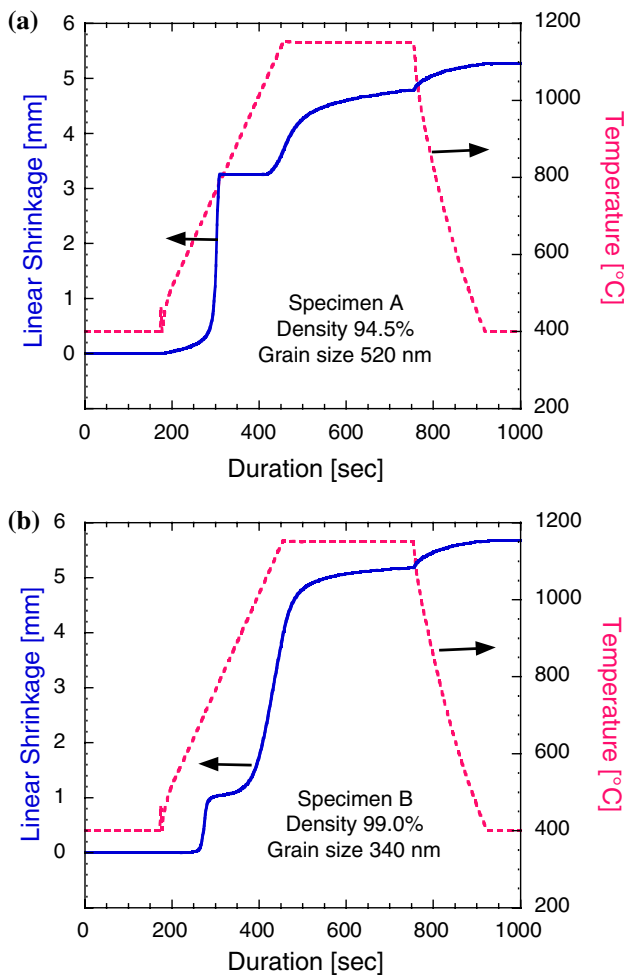 (a)
6
5
4
3
2
1
0
Linear Shrinkage [mm]
1200
1000
800
600
400
200
Temperature [°C]
Specimen A
Density 94.5%
Grain size 520 nm
0 200 400 600 800 1000
Duration [sec]
(b)
6
5
4
3
2
1
0
Linear Shrinkage [mm]
1200
1000
800
600
400
200
Temperature [°C]
Specimen B
Density 99.0%
Grain size 340 nm
0 200 400 600 800 1000
Duration [sec]